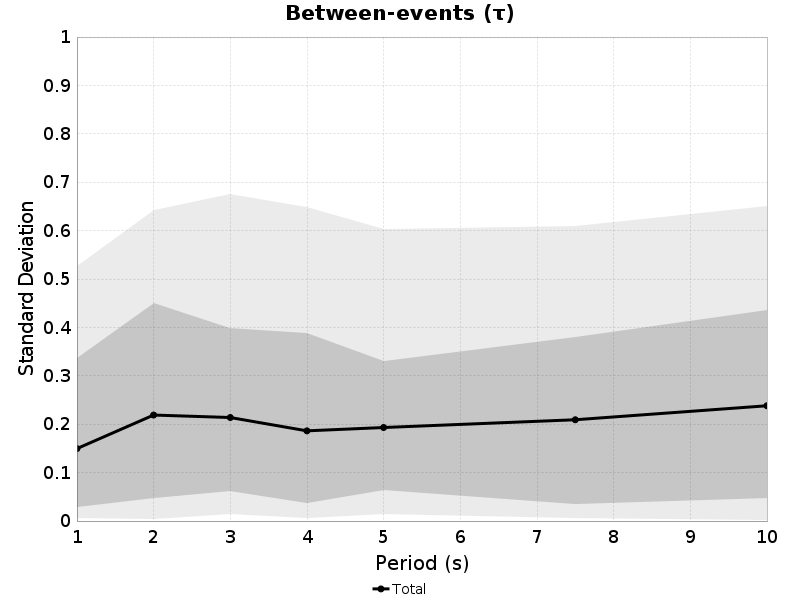 Between-events (τ)
1
0.9
0.8
0.7
0.6
0.5
0.4
0.3
0.2
0.1
0
Standard Deviation
1 2 3 4 5 6 7 8 9 10
Period (s)
Total